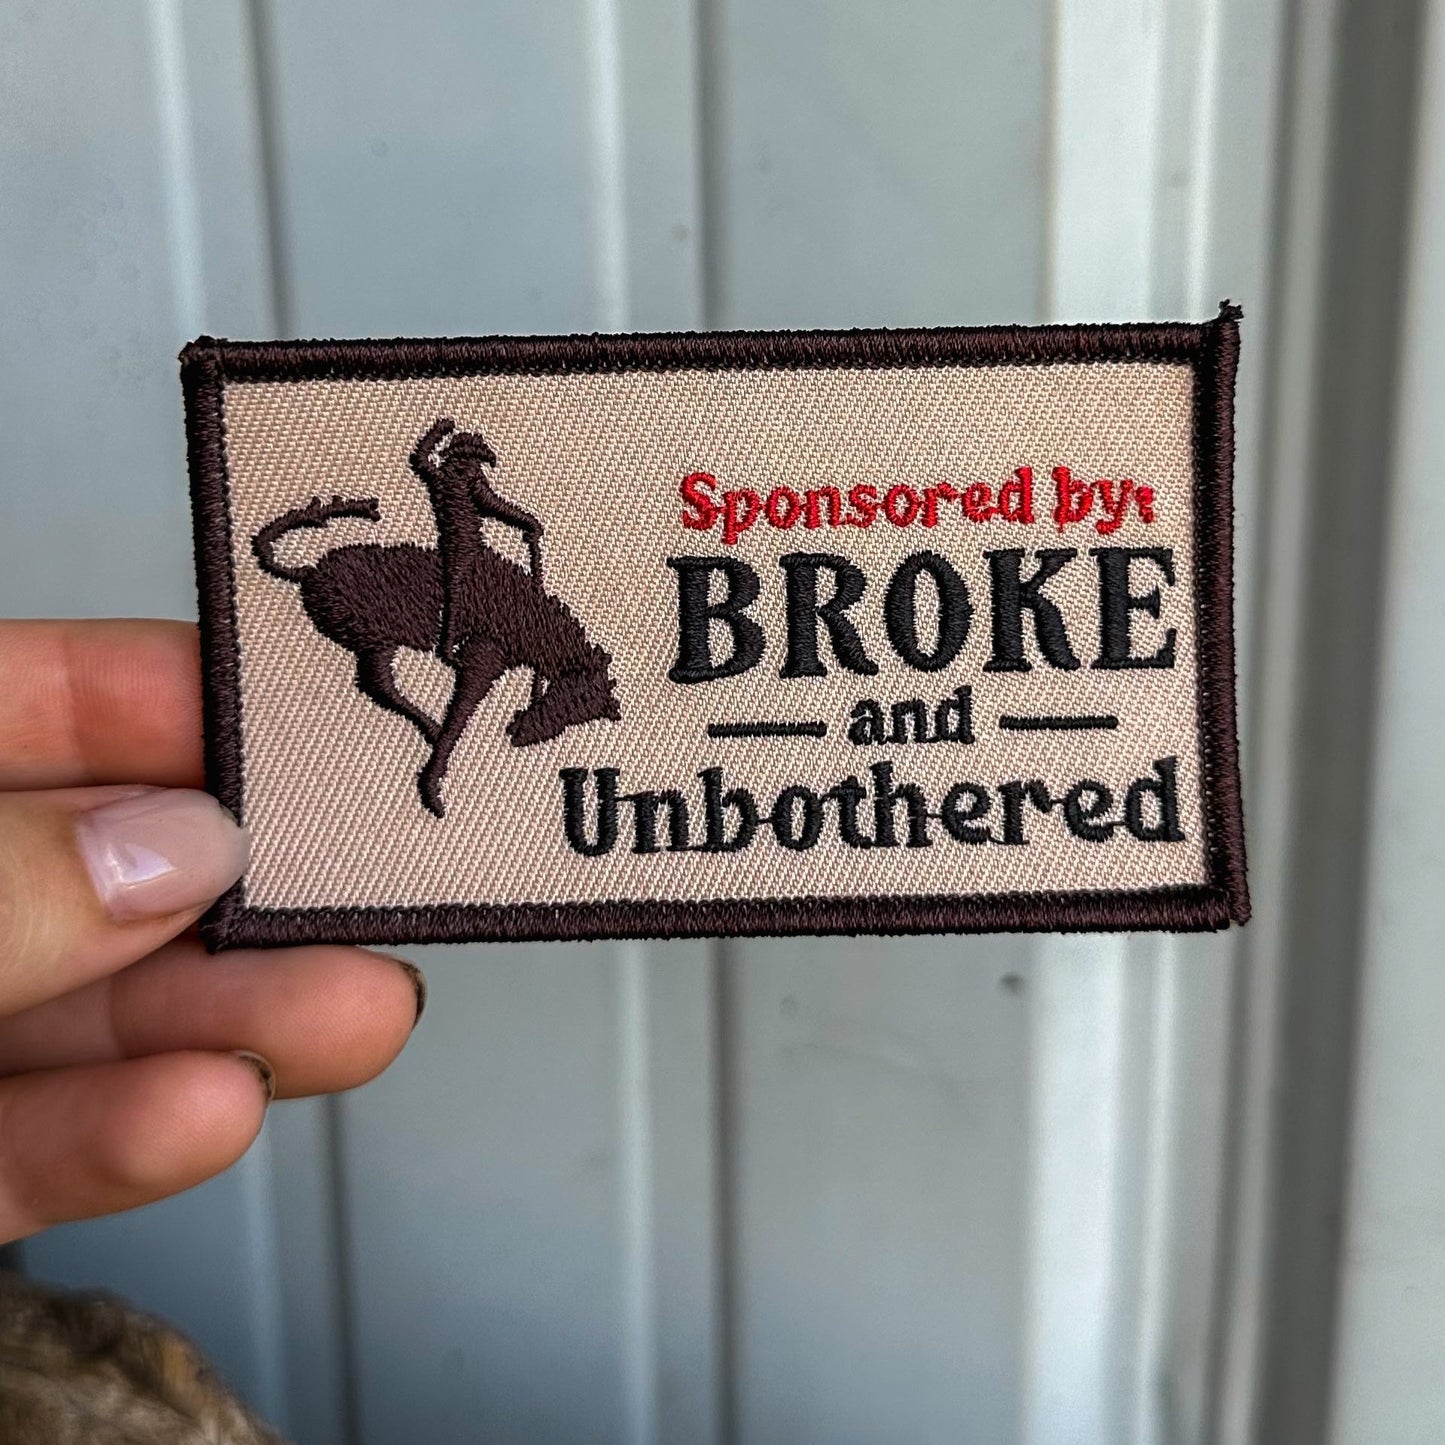 Sponsored by:
BROKE
and
Unbothered